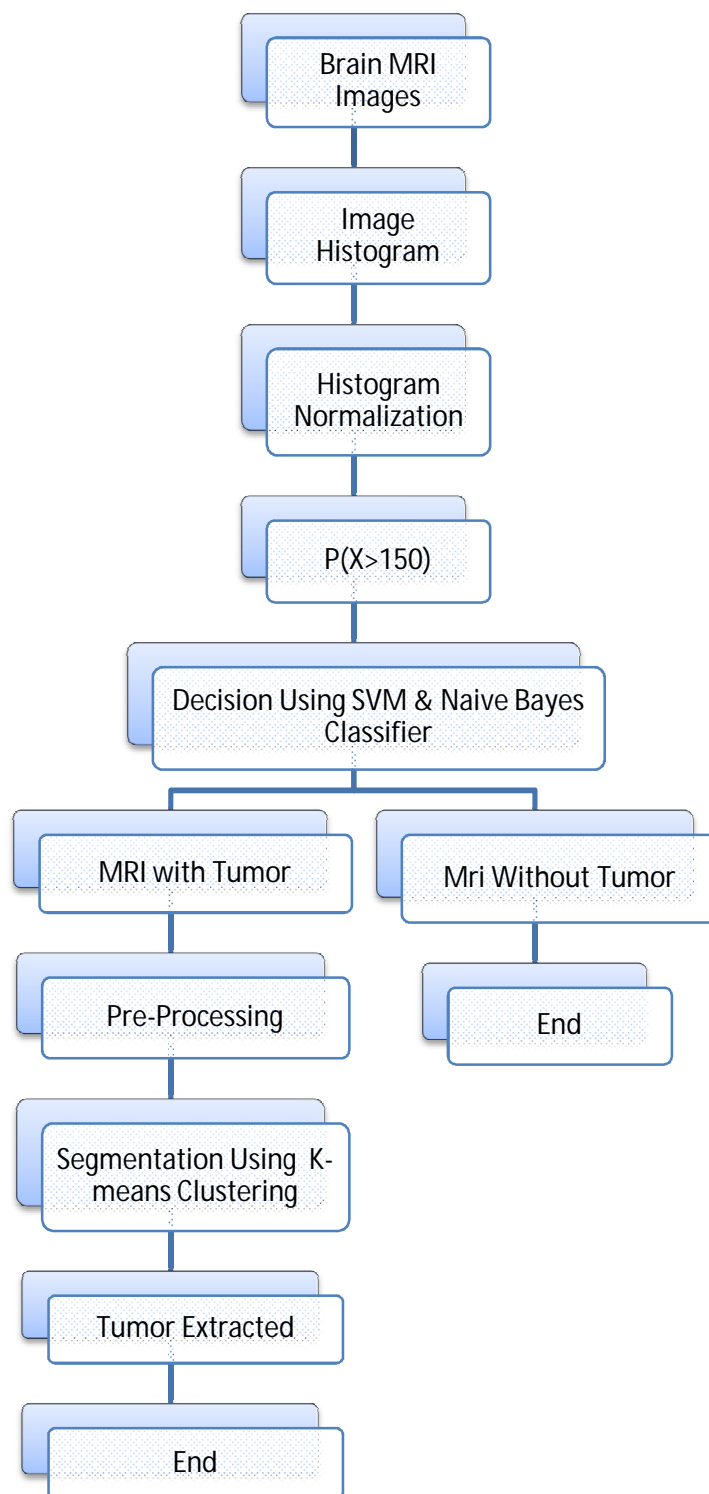 Brain MRI
Images
Image
Histogram
Histogram
Normalization
P(X>150)
Decision Using SVM & Naive Bayes
Classifier
MRI with Tumor
Mri Without Tumor
Pre-Processing
End
Segmentation Using K-
means Clustering
Tumor Extracted
End